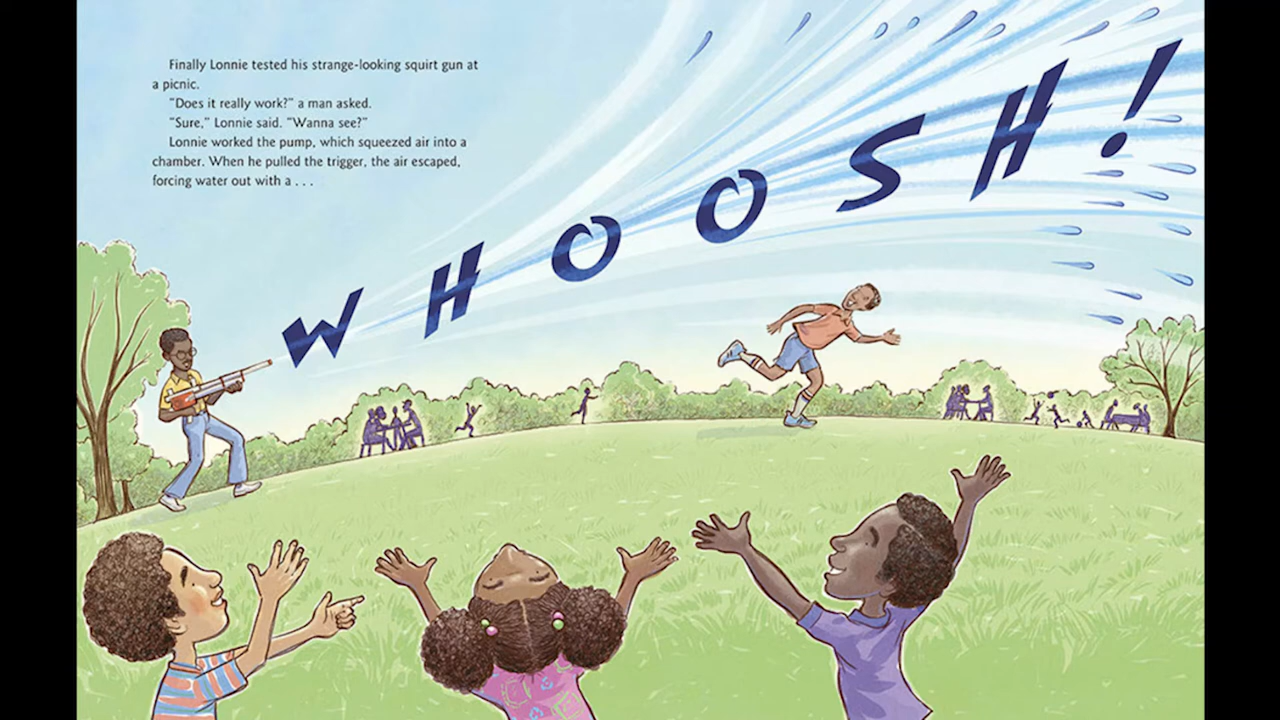 Finally Lonnie tested his strange-looking squirt gun at
a picnic.
"Does it really work?" a man asked.
"Sure," Lonnie said. "Wanna see?"
Lonnie worked the pump, which squeezed air into a
chamber. When he pulled the trigger, the air escaped,
forcing water out with a . . .
WHOOSH!